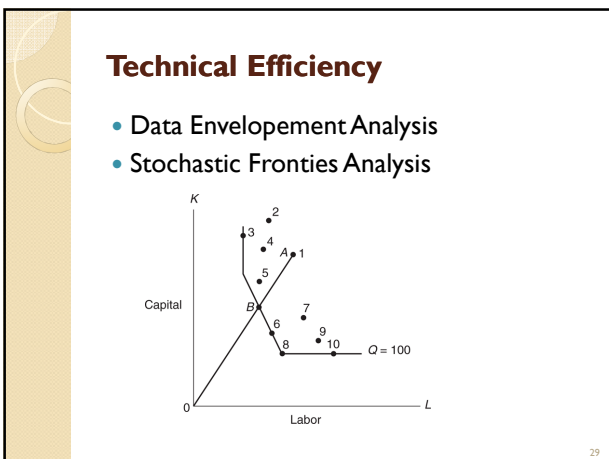 Technical Efficiency
• Data Envelopement Analysis
• Stochastic Fronties Analysis
K
2
3
4
A 1
5
Capital
B
7
6
9
8
10
Q = 100
0
L
Labor
29